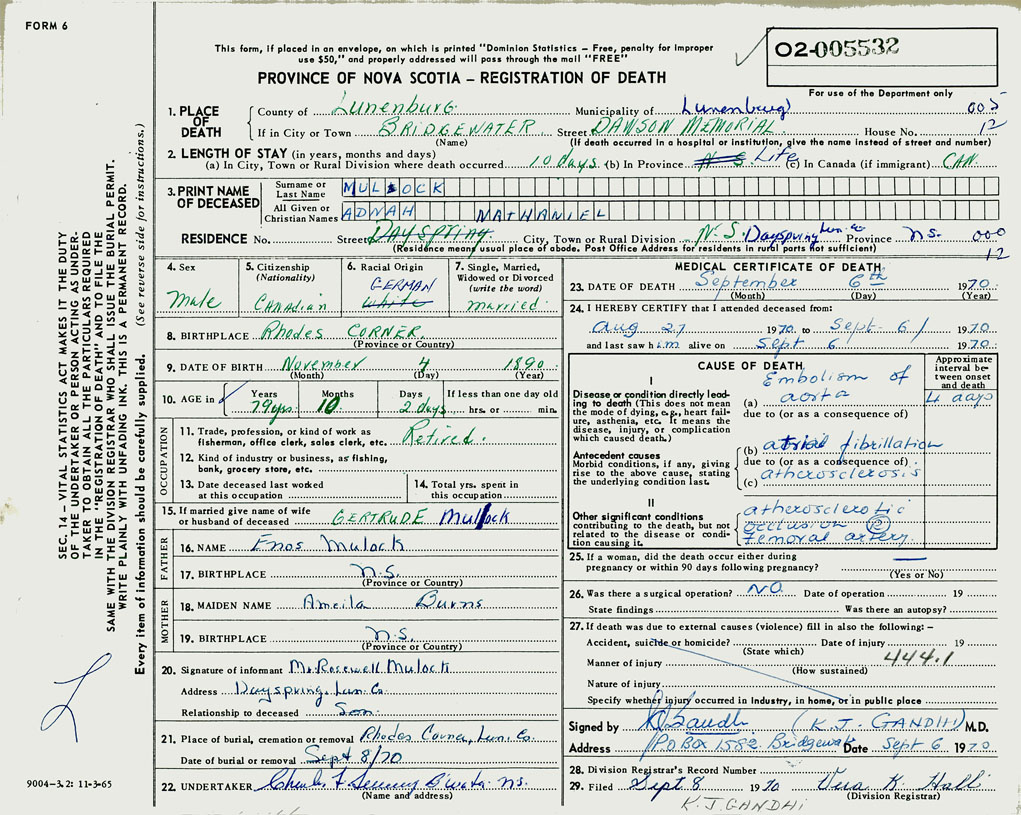 FORM 6
This form, if placed in an envelope, on which is printed "Dominion Statistics – Free, penalty for improper
use $50," and properly addressed will pass through the mail "FREE"
02-005532
For use of the Department only
PROVINCE OF NOVA SCOTIA – REGISTRATION OF DEATH
1. PLACE OF DEATH
County of Lunenburg Municipality of Lunenburg 005
If in City or Town BRIDGEWATER Street DAWSON MEMORIAL House No. 12
(Name) (If death occurred in a hospital or institution, give the name instead of street and number)
2. LENGTH OF STAY (in years, months and days)
(a) In City, Town or Rural Division where death occurred 10 days (b) In Province Life (c) In Canada (if immigrant) CAN.
3. PRINT NAME OF DECEASED
Surname or Last Name MULLOCK
All Given or Christian Names ADNAH NATHANIEL
RESIDENCE No. Street DAYSPRING City, Town or Rural Division N.S. Dayspring Lun. Co Province N.S. 000
(Residence means usual place of abode. Post Office Address for residents in rural parts not sufficient) 12
4. Sex
Male
5. Citizenship
(Nationality)
CANADIAN
6. Racial Origin
GERMAN
White
7. Single, Married,
Widowed or Divorced
(write the word)
married.
8. BIRTHPLACE Rhodes CORNER.
(Province or Country)
9. DATE OF BIRTH November 4 1890
(Month) (Day) (Year)
10. AGE in Years Months Days If less than one day old
79 yrs. 10 2 days hrs. or min.
OCCUPATION
11. Trade, profession, or kind of work as
fisherman, office clerk, sales clerk, etc. Retired.
12. Kind of industry or business, as fishing,
bank, grocery store, etc.
13. Date deceased last worked
at this occupation
14. Total yrs. spent in
this occupation
15. If married give name of wife
or husband of deceased GERTRUDE Mullock
FATHER
16. NAME Enos Mulock
17. BIRTHPLACE N.S.
(Province or Country)
MOTHER
18. MAIDEN NAME Ameila Burns
19. BIRTHPLACE N.S.
(Province or Country)
20. Signature of informant Mr. Rosewell Mulock
Address Dayspring, Lun. Co.
Relationship to deceased Son.
21. Place of burial, cremation or removal Rhodes Corner, Lun. Co.
Date of burial or removal Sept 8/70
22. UNDERTAKER N.S.
(Name and address)
MEDICAL CERTIFICATE OF DEATH
23. DATE OF DEATH September 6th 1970
(Month) (Day) (Year)
24. I HEREBY CERTIFY that I attended deceased from:
Aug 27 1970 to Sept. 6/ 1970
and last saw him alive on Sept 6 1970
CAUSE OF DEATH
Approximate interval between onset and death
I
Disease or condition directly leading to death (This does not mean the mode of dying, e.g., heart failure, asthenia, etc. It means the disease, injury, or complication which caused death.)
(a) Embolism of aorta 4 days
due to (or as a consequence of)
Antecedent causes
Morbid conditions, if any, giving rise to the above cause, stating the underlying condition last.
(b) atrial fibrillation
due to (or as a consequence of)
(c) atherosclerosis
II
Other significant conditions contributing to the death, but not related to the disease or condition causing it.
atherosclerotic
occlusion R
femoral artery.
25. If a woman, did the death occur either during
pregnancy or within 90 days following pregnancy? —
(Yes or No)
26. Was there a surgical operation? NO Date of operation 19
State findings Was there an autopsy?
27. If death was due to external causes (violence) fill in also the following: –
Accident, suicide or homicide? Date of injury 19
(State which)
Manner of injury 444.1
(How sustained)
Nature of injury
Specify whether injury occurred in Industry, in home, or in public place
Signed by K J Gandhi (K. J. GANDHI) M.D.
Address PO Box 1582 Bridgewater Date Sept 6 1970
28. Division Registrar's Record Number
29. Filed Sept 8 1970 Vera K. Hall
(Division Registrar)
K. J. GANDHI
SEC. 14 – VITAL STATISTICS ACT MAKES IT THE DUTY
OF THE UNDERTAKER OR PERSON ACTING AS UNDERTAKER TO OBTAIN ALL THE PARTICULARS REQUIRED
IN THE "REGISTRATION OF DEATH" AND TO FILE THE
SAME WITH THE DIVISION REGISTRAR WHO SHALL ISSUE THE BURIAL PERMIT.
WRITE PLAINLY WITH UNFADING INK. THIS IS A PERMANENT RECORD.
Every item of information should be carefully supplied. (See reverse side for instructions.)
9004–3.2: 11-3-65